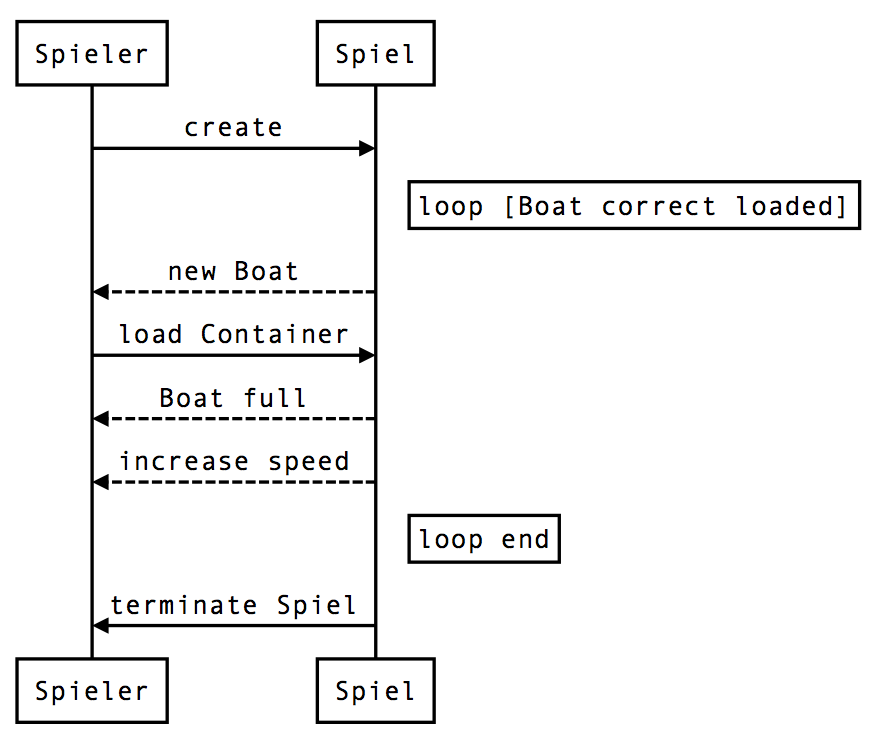 Spieler
Spiel
create
loop [Boat correct loaded]
new Boat
load Container
Boat full
increase speed
loop end
terminate Spiel
Spieler
Spiel